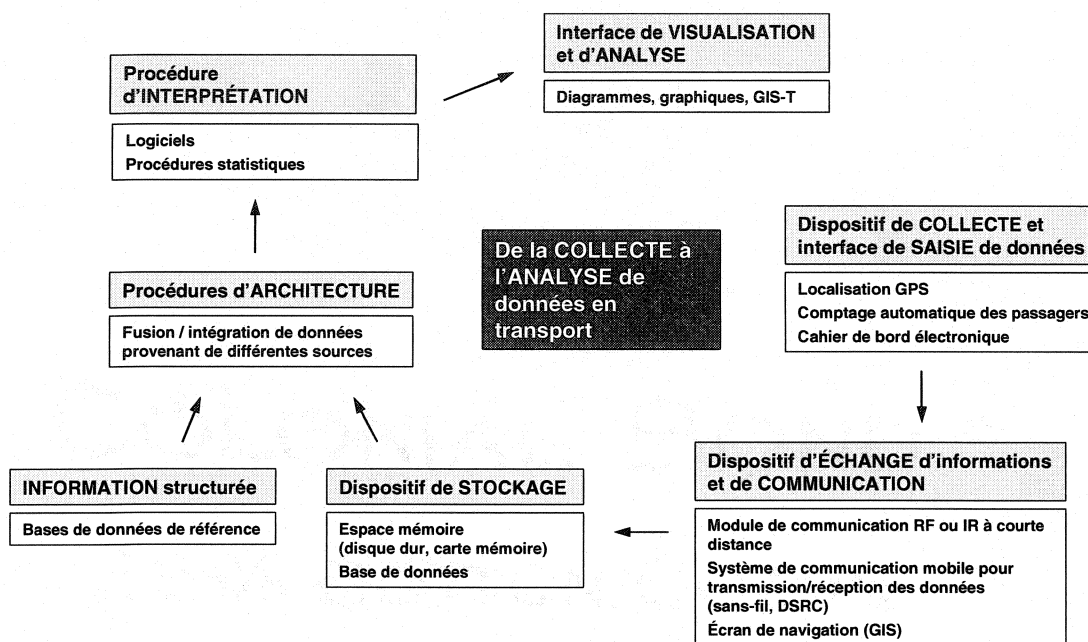 Interface de VISUALISATION
et d'ANALYSE
Diagrammes, graphiques, GIS-T
Procédure
d'INTERPRÉTATION
Logiciels
Procédures statistiques
De la COLLECTE à
l'ANALYSE de
données en
transport
Dispositif de COLLECTE et
interface de SAISIE de données
Localisation GPS
Comptage automatique des passagers
Cahier de bord électronique
Procédures d'ARCHITECTURE
Fusion / intégration de données
provenant de différentes sources
INFORMATION structurée
Bases de données de référence
Dispositif de STOCKAGE
Espace mémoire
(disque dur, carte mémoire)
Base de données
Dispositif d'ÉCHANGE d'informations
et de COMMUNICATION
Module de communication RF ou IR à courte
distance
Système de communication mobile pour
transmission/réception des données
(sans-fil, DSRC)
Écran de navigation (GIS)